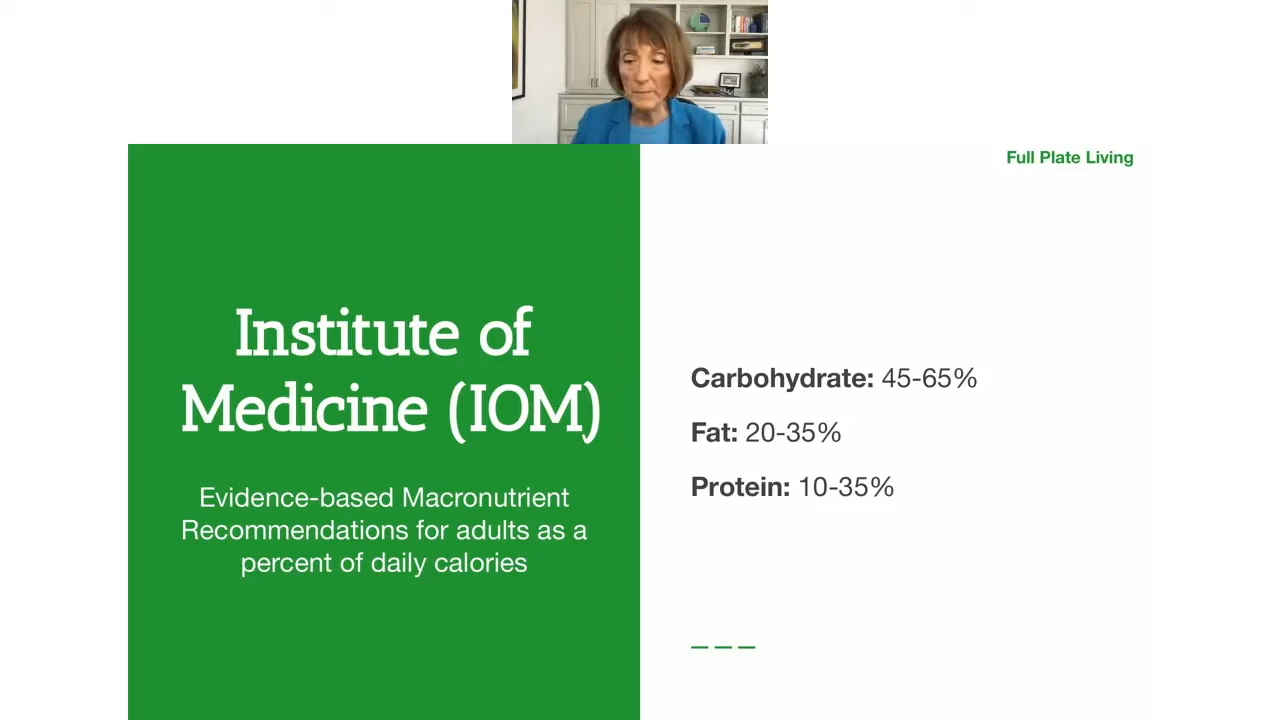 Full Plate Living
Institute of
Medicine (IOM)
Evidence-based Macronutrient
Recommendations for adults as a
percent of daily calories
Carbohydrate: 45-65%
Fat: 20-35%
Protein: 10-35%